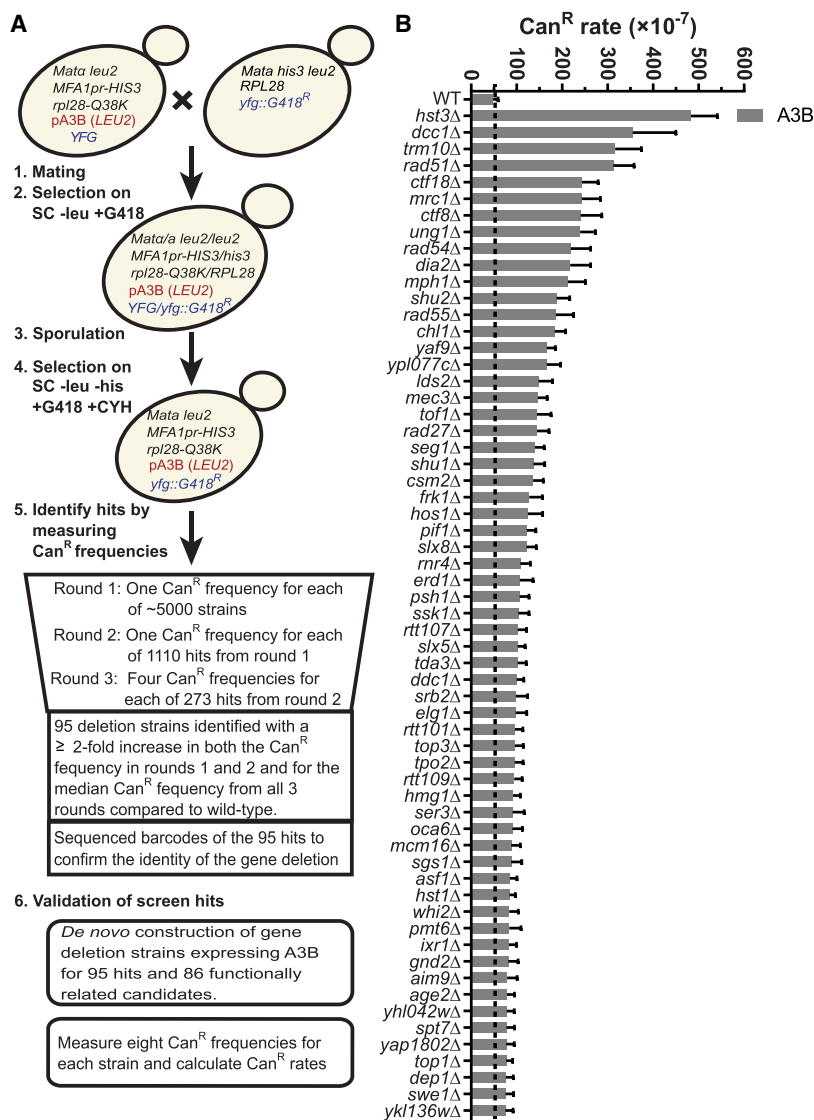 A
Matα leu2
MFA1pr-HIS3
rpl28-Q38K
pA3B (LEU2)
YFG
×
Mata his3 leu2
RPL28
yfg::G418R
1. Mating
2. Selection on
SC -leu +G418
Matα/a leu2/leu2
MFA1pr-HIS3/his3
rpl28-Q38K/RPL28
pA3B (LEU2)
YFG/yfg::G418R
3. Sporulation
4. Selection on
SC -leu -his
+G418 +CYH
Mata leu2
MFA1pr-HIS3
rpl28-Q38K
pA3B (LEU2)
yfg::G418R
5. Identify hits by
measuring
CanR frequencies
Round 1: One CanR frequency for each
of ~5000 strains
Round 2: One CanR frequency for each
of 1110 hits from round 1
Round 3: Four CanR frequencies for
each of 273 hits from round 2
95 deletion strains identified with a
≥ 2-fold increase in both the CanR
fequency in rounds 1 and 2 and for the
median CanR fequency from all 3
rounds compared to wild-type.
Sequenced barcodes of the 95 hits to
confirm the identity of the gene deletion
6. Validation of screen hits
De novo construction of gene
deletion strains expressing A3B
for 95 hits and 86 functionally
related candidates.
Measure eight CanR frequencies for
each strain and calculate CanR rates
B
CanR rate (×10-7)
0 100 200 300 400 500 600
A3B
WT
hst3Δ
dcc1Δ
trm10Δ
rad51Δ
ctf18Δ
mrc1Δ
ctf8Δ
ung1Δ
rad54Δ
dia2Δ
mph1Δ
shu2Δ
rad55Δ
chl1Δ
yaf9Δ
ypl077cΔ
lds2Δ
mec3Δ
tof1Δ
rad27Δ
seg1Δ
shu1Δ
csm2Δ
frk1Δ
hos1Δ
pif1Δ
slx8Δ
rnr4Δ
erd1Δ
psh1Δ
ssk1Δ
rtt107Δ
slx5Δ
tda3Δ
ddc1Δ
srb2Δ
elg1Δ
rtt101Δ
top3Δ
tpo2Δ
rtt109Δ
hmg1Δ
ser3Δ
oca6Δ
mcm16Δ
sgs1Δ
asf1Δ
hst1Δ
whi2Δ
pmt6Δ
ixr1Δ
gnd2Δ
aim9Δ
age2Δ
yhl042wΔ
spt7Δ
yap1802Δ
top1Δ
dep1Δ
swe1Δ
ykl136wΔ